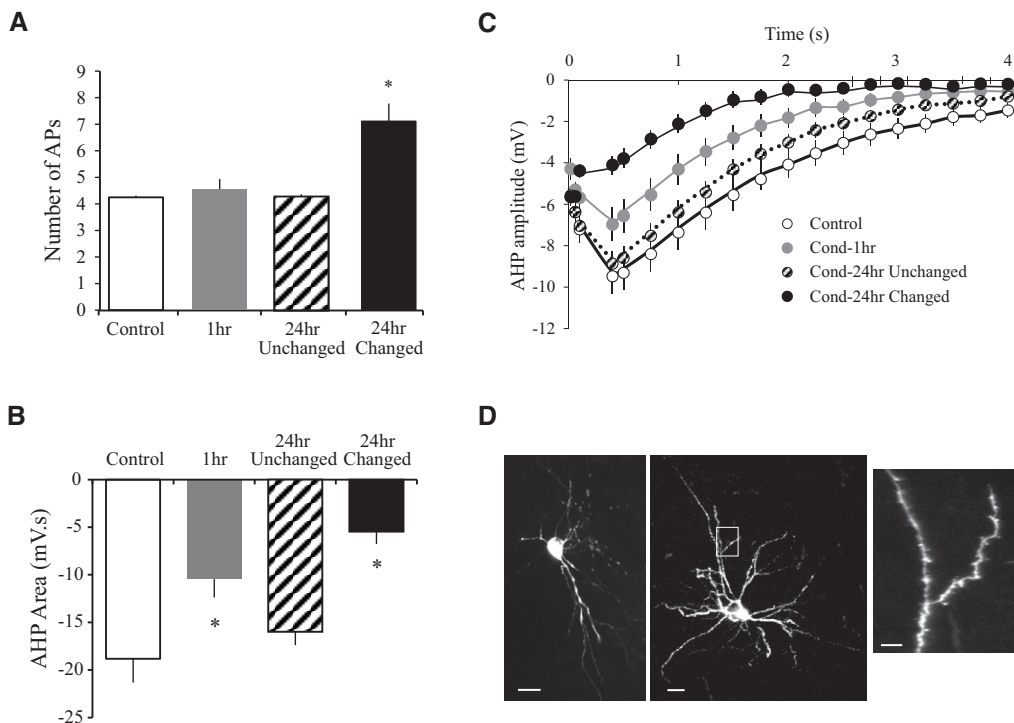 A
Number of APs
9
8
7
6
5
4
3
2
1
0
*
Control
1hr
24hr
Unchanged
24hr
Changed
B
24hr
24hr
Control
1hr
Unchanged
Changed
AHP Area (mV.s)
0
-5
-10
-15
-20
-25
*
*
C
Time (s)
0
1
2
3
4
AHP amplitude (mV)
0
-2
-4
-6
-8
-10
-12
Control
Cond-1hr
Cond-24hr Unchanged
Cond-24hr Changed
D